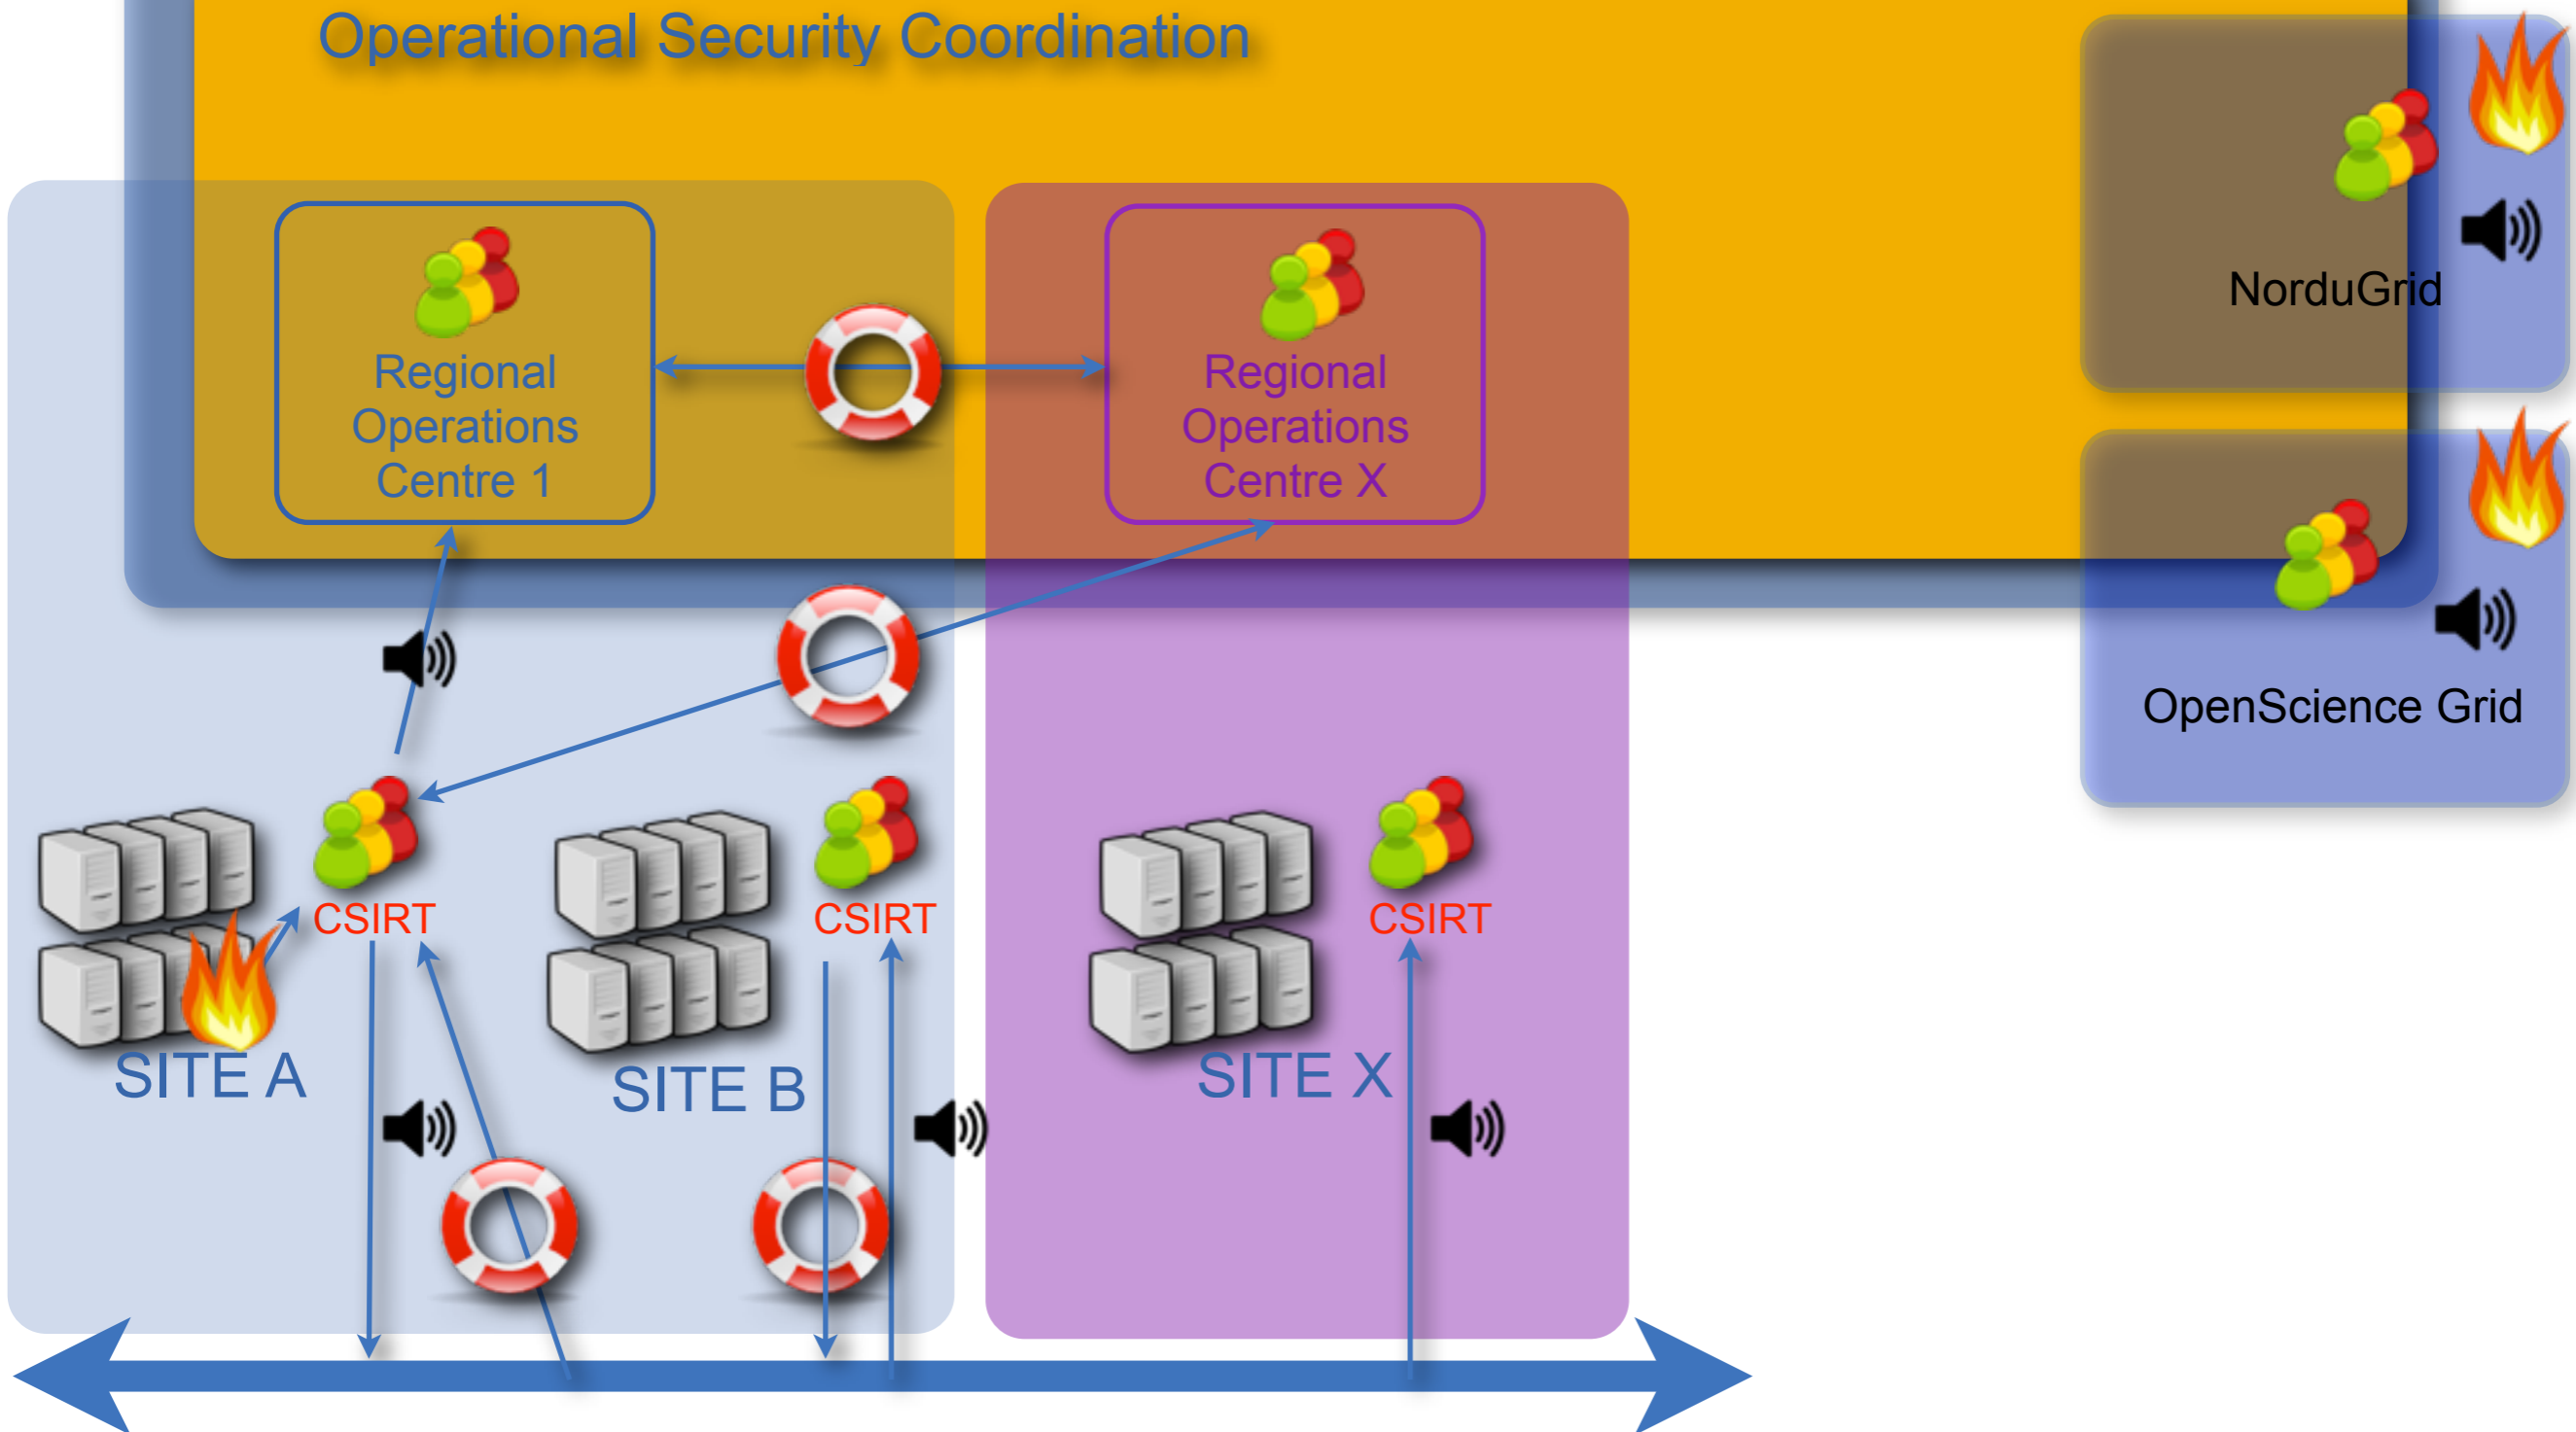 Operational Security Coordination
Regional
Operations
Centre 1
Regional
Operations
Centre X
NorduGrid
OpenScience Grid
CSIRT
CSIRT
CSIRT
SITE A
SITE B
SITE X